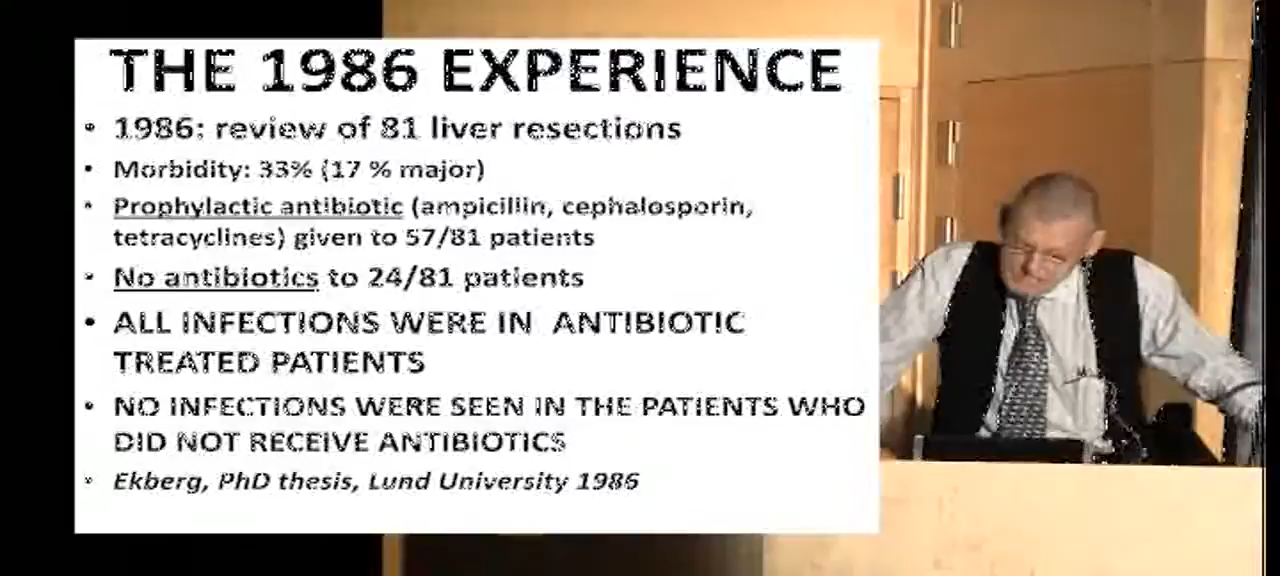 THE 1986 EXPERIENCE
• 1986: review of 81 liver resections
• Morbidity: 33% (17 % major)
• Prophylactic antibiotic (ampicillin, cephalosporin,
tetracyclines) given to 57/81 patients
• No antibiotics to 24/81 patients
• ALL INFECTIONS WERE IN ANTIBIOTIC
TREATED PATIENTS
• NO INFECTIONS WERE SEEN IN THE PATIENTS WHO
DID NOT RECEIVE ANTIBIOTICS
• Ekberg, PhD thesis, Lund University 1986